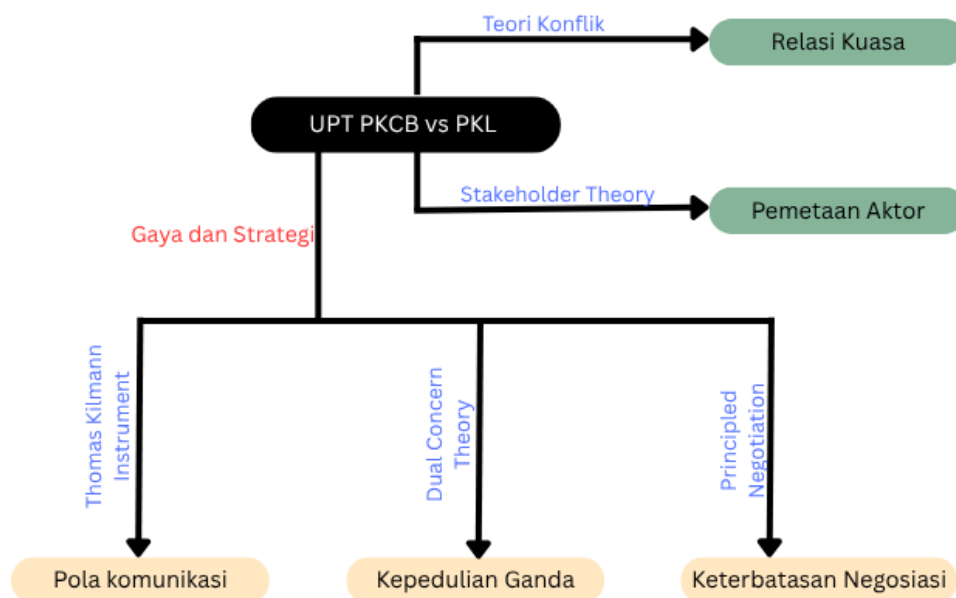 Teori Konflik
Relasi Kuasa
UPT PKCB vs PKL
Stakeholder Theory
Pemetaan Aktor
Gaya dan Strategi
Thomas Kilmann
Instrument
Dual Concern
Theory
Principled
Negotiation
Pola komunikasi
Kepedulian Ganda
Keterbatasan Negosiasi